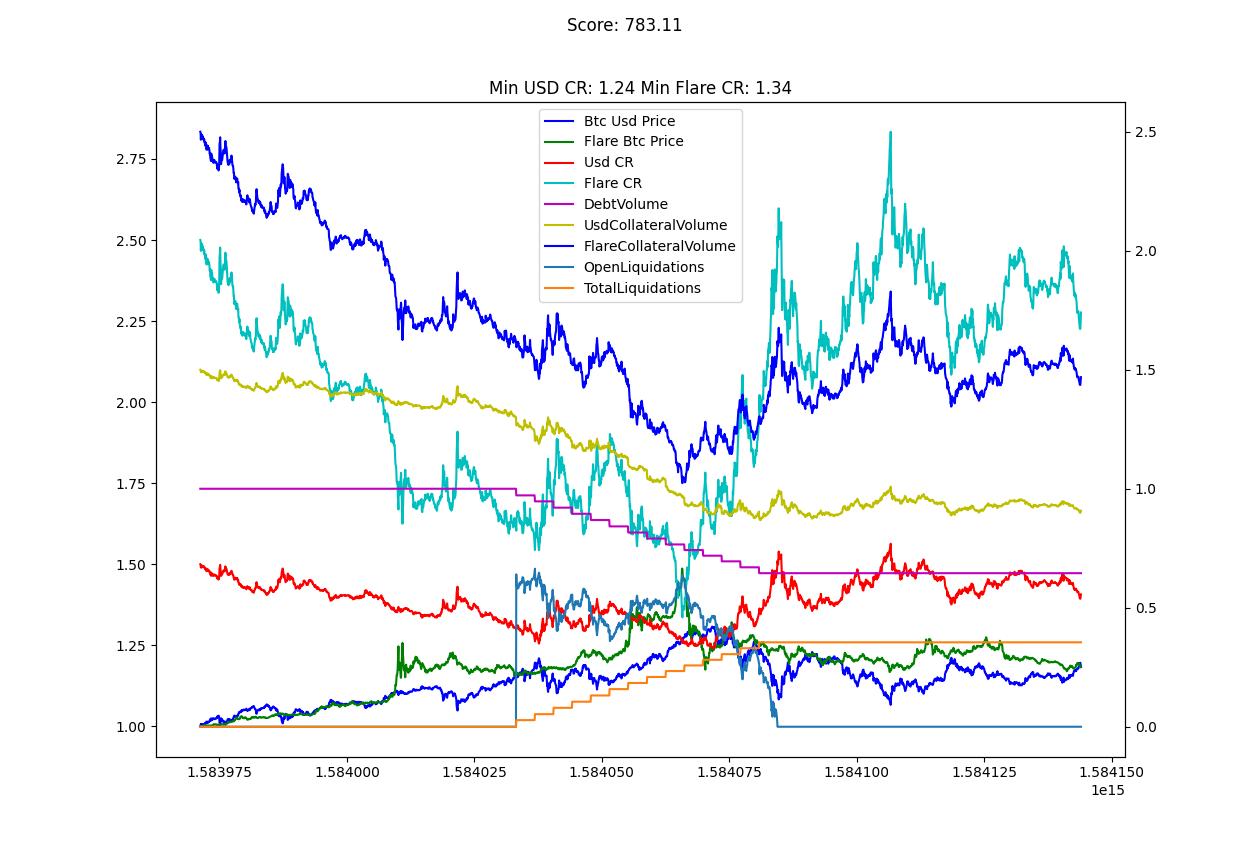 Score: 783.11
Min USD CR: 1.24 Min Flare CR: 1.34
Btc Usd Price
Flare Btc Price
Usd CR
Flare CR
DebtVolume
UsdCollateralVolume
FlareCollateralVolume
OpenLiquidations
TotalLiquidations
2.75
2.50
2.25
2.00
1.75
1.50
1.25
1.00
2.5
2.0
1.5
1.0
0.5
0.0
1.583975 1.584000 1.584025 1.584050 1.584075 1.584100 1.584125 1.584150
1e15